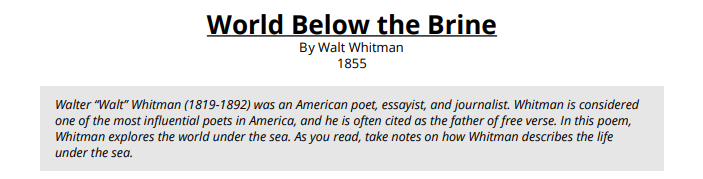 World Below the Brine
By Walt Whitman
1855
Walter “Walt” Whitman (1819-1892) was an American poet, essayist, and journalist. Whitman is considered
one of the most influential poets in America, and he is often cited as the father of free verse. In this poem,
Whitman explores the world under the sea. As you read, take notes on how Whitman describes the life
under the sea.